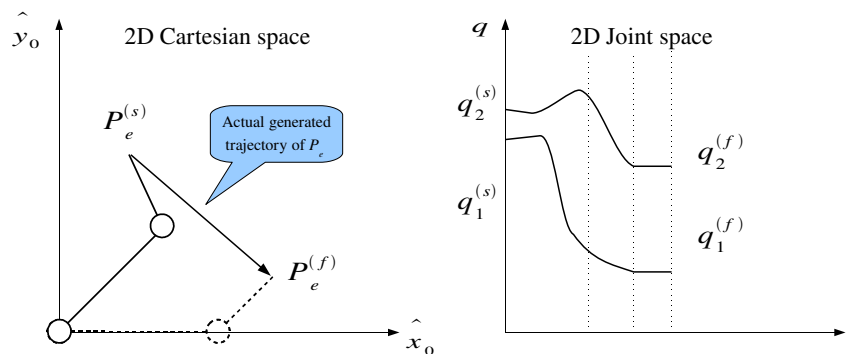 2D Cartesian space
ŷ₀
P_e^(s)
Actual generated
trajectory of P_e
P_e^(f)
x̂₀
2D Joint space
q
q_2^(s)
q_1^(s)
q_2^(f)
q_1^(f)